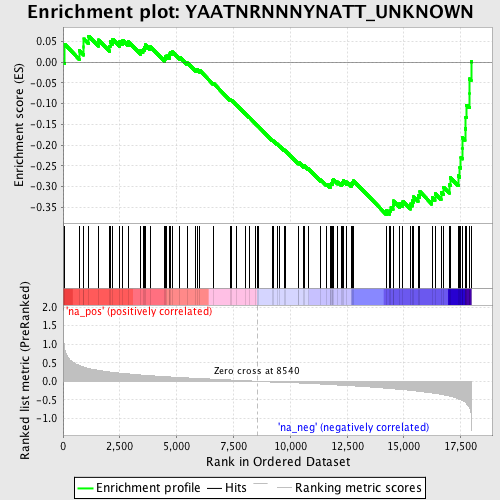 Enrichment plot: YAATNRNNNYNATT_UNKNOWN
Enrichment score (ES)
0.05
0.00
-0.05
-0.10
-0.15
-0.20
-0.25
-0.30
-0.35
'na_pos' (positively correlated)
Ranked list metric (PreRanked)
2.0
1.5
1.0
0.5
0.0
-0.5
-1.0
Zero cross at 8540
'na_neg' (negatively correlated)
0
2,500
5,000
7,500
10,000
12,500
15,000
17,500
Rank in Ordered Dataset
Enrichment profile
Hits
Ranking metric scores